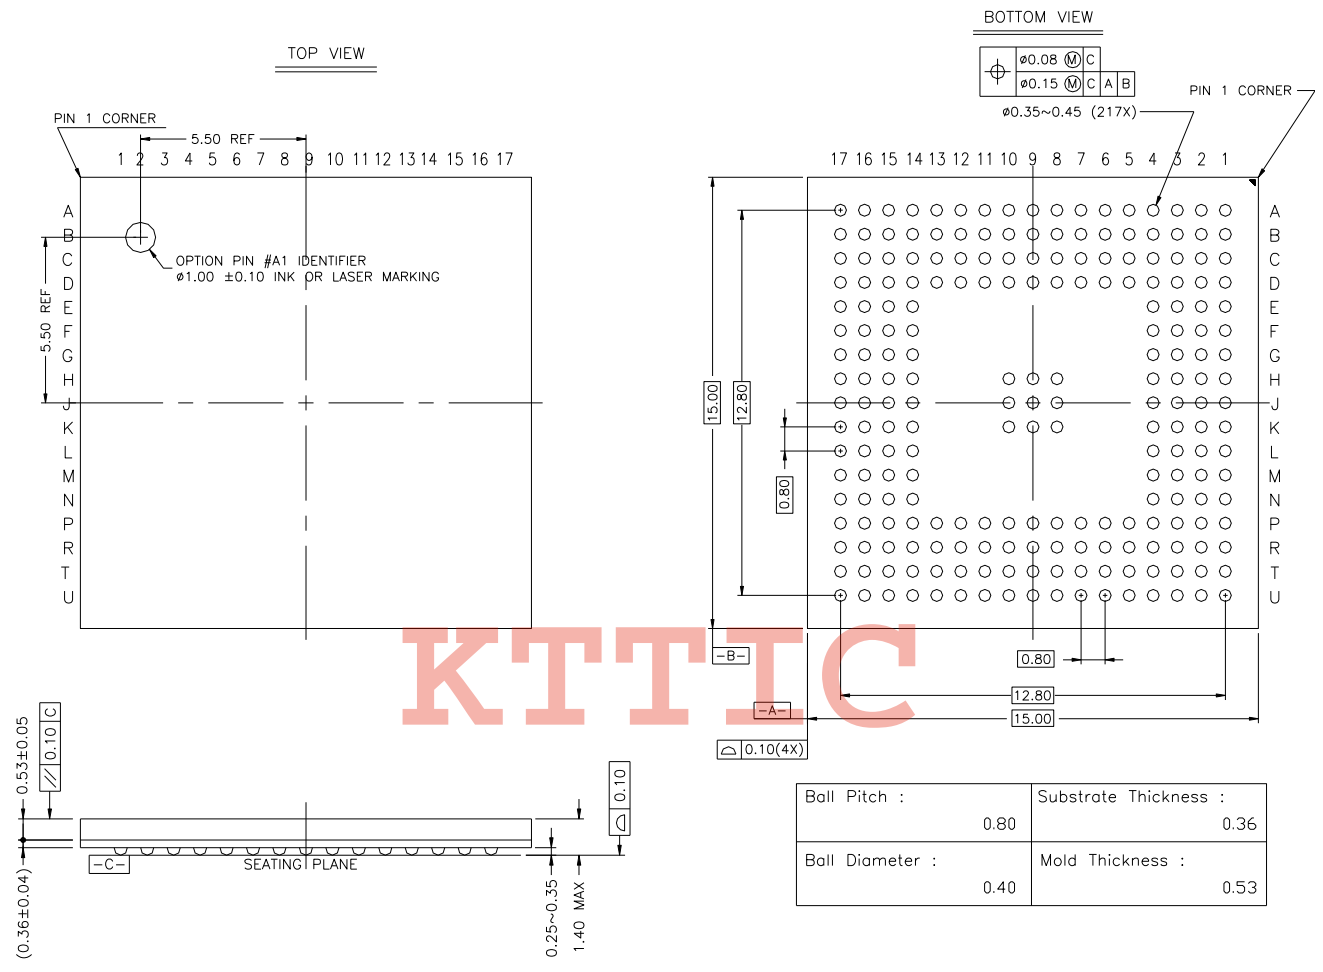 BOTTOM VIEW
TOP VIEW
ø0.08 Ⓜ C
ø0.15 Ⓜ C A B
PIN 1 CORNER
ø0.35~0.45 (217X)
PIN 1 CORNER
5.50 REF
1 2 3 4 5 6 7 8 9 10 11 12 13 14 15 16 17
17 16 15 14 13 12 11 10 9 8 7 6 5 4 3 2 1
A
B
C
D
E
F
G
H
J
K
L
M
N
P
R
T
U
OPTION PIN #A1 IDENTIFIER
ø1.00 ±0.10 INK OR LASER MARKING
5.50 REF
A
B
C
D
E
F
G
H
J
K
L
M
N
P
R
T
U
15.00
12.80
0.80
-B-
0.80
12.80
-A-
15.00
0.10(4X)
KTTIC
0.53±0.05
// 0.10 C
0.10
-C-
SEATING PLANE
(0.36±0.04)
0.25~0.35
1.40 MAX
Ball Pitch :
0.80
Substrate Thickness :
0.36
Ball Diameter :
0.40
Mold Thickness :
0.53